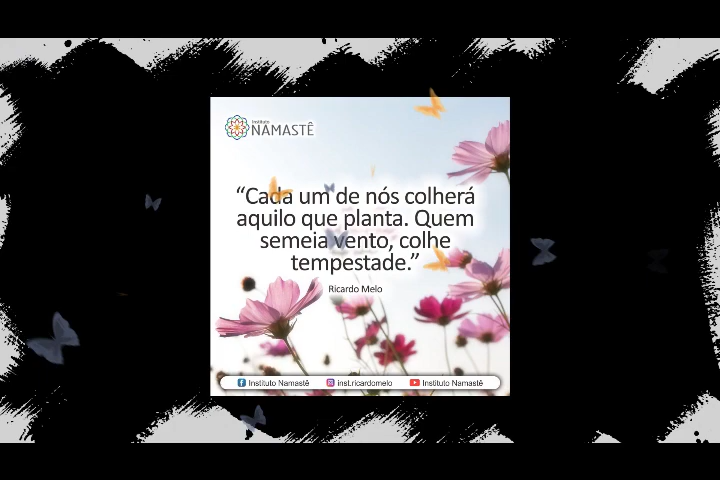 Instituto
NAMASTÊ
“Cada um de nós colherá
aquilo que planta. Quem
semeia vento, colhe
tempestade.”
Ricardo Melo
Instituto Namastê inst.ricardomelo Instituto Namastê